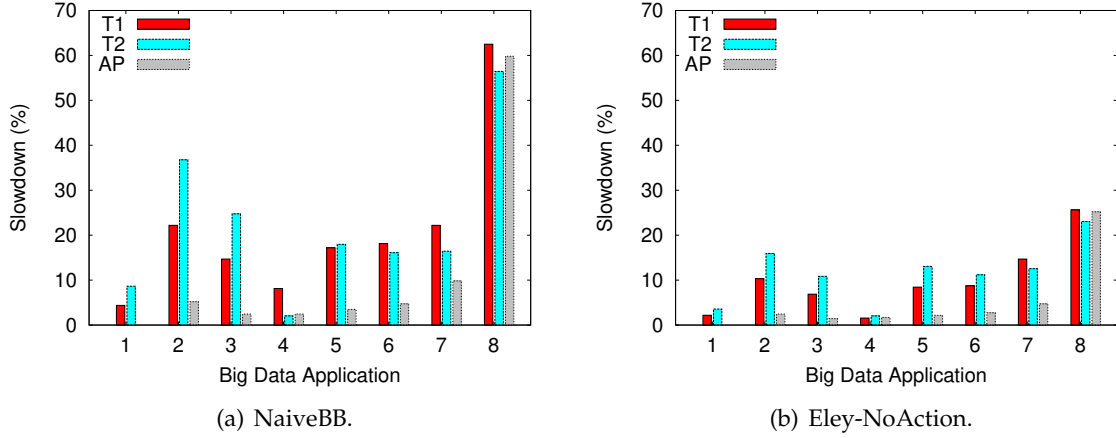 70
60
50
40
30
20
10
0
Slowdown (%)
T1
T2
AP
1 2 3 4 5 6 7 8
Big Data Application
(a) NaiveBB.
70
60
50
40
30
20
10
0
Slowdown (%)
T1
T2
AP
1 2 3 4 5 6 7 8
Big Data Application
(b) Eley-NoAction.